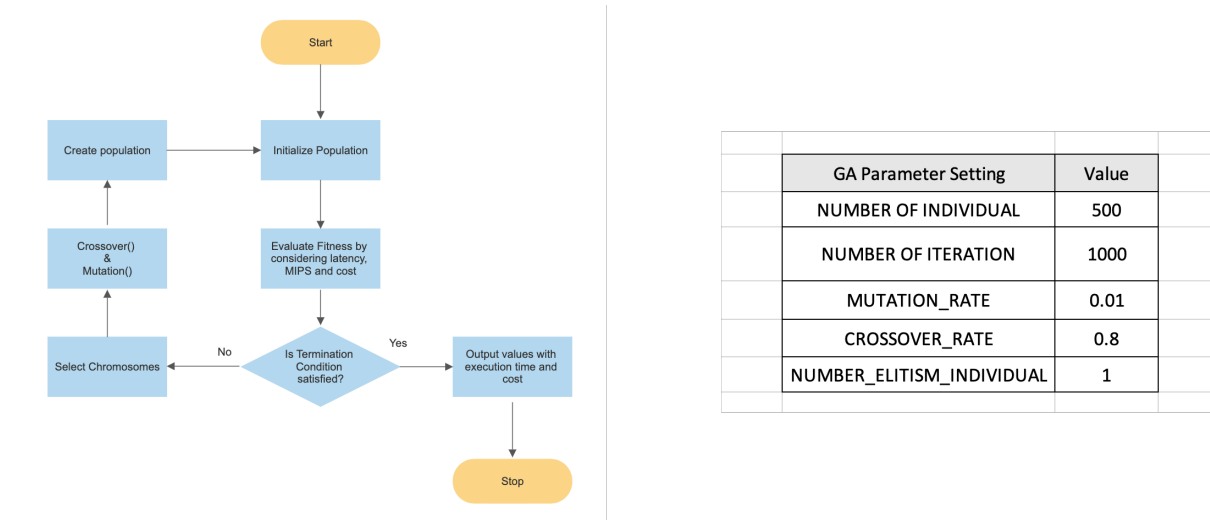 Start
Create population
Initialize Population
Crossover()
&
Mutation()
Evaluate Fitness by
considering latency,
MIPS and cost
Select Chromosomes
No
Is Termination
Condition
satisfied?
Yes
Output values with
execution time and
cost
Stop
GA Parameter Setting Value
NUMBER OF INDIVIDUAL 500
NUMBER OF ITERATION 1000
MUTATION_RATE 0.01
CROSSOVER_RATE 0.8
NUMBER_ELITISM_INDIVIDUAL 1